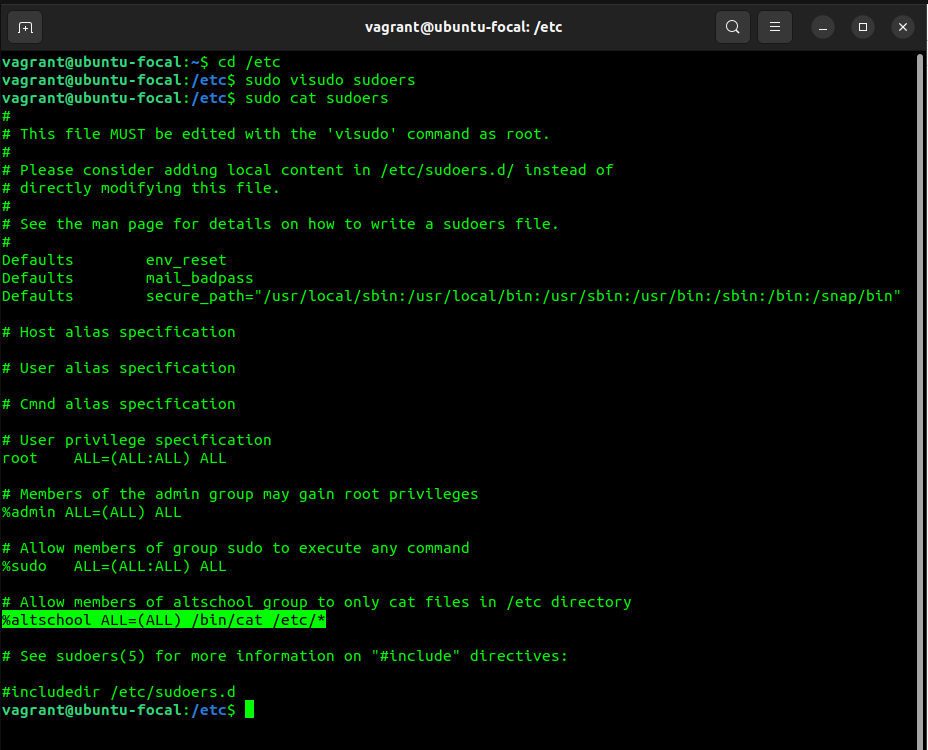 vagrant@ubuntu-focal: /etc
vagrant@ubuntu-focal:~$ cd /etc
vagrant@ubuntu-focal:/etc$ sudo visudo sudoers
vagrant@ubuntu-focal:/etc$ sudo cat sudoers
#
# This file MUST be edited with the 'visudo' command as root.
#
# Please consider adding local content in /etc/sudoers.d/ instead of
# directly modifying this file.
#
# See the man page for details on how to write a sudoers file.
#
Defaults        env_reset
Defaults        mail_badpass
Defaults        secure_path="/usr/local/sbin:/usr/local/bin:/usr/sbin:/usr/bin:/sbin:/bin:/snap/bin"
# Host alias specification
# User alias specification
# Cmnd alias specification
# User privilege specification
root    ALL=(ALL:ALL) ALL
# Members of the admin group may gain root privileges
%admin ALL=(ALL) ALL
# Allow members of group sudo to execute any command
%sudo   ALL=(ALL:ALL) ALL
# Allow members of altschool group to only cat files in /etc directory
%altschool ALL=(ALL) /bin/cat /etc/*
# See sudoers(5) for more information on "#include" directives:
#includedir /etc/sudoers.d
vagrant@ubuntu-focal:/etc$